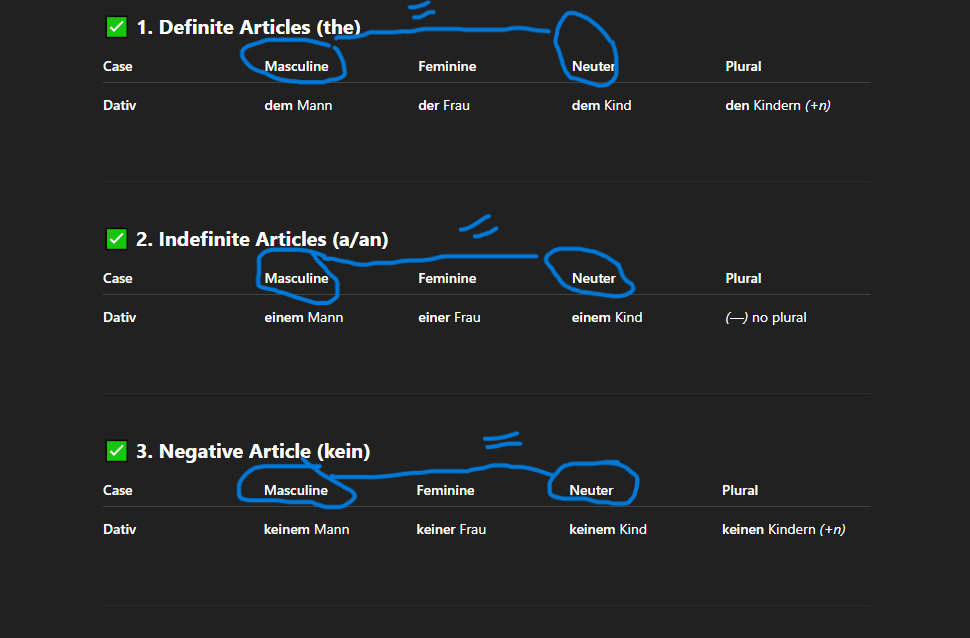 ✅ 1. Definite Articles (the)
Case Masculine Feminine Neuter Plural
Dativ dem Mann der Frau dem Kind den Kindern (+n)
✅ 2. Indefinite Articles (a/an)
Case Masculine Feminine Neuter Plural
Dativ einem Mann einer Frau einem Kind (—) no plural
✅ 3. Negative Article (kein)
Case Masculine Feminine Neuter Plural
Dativ keinem Mann keiner Frau keinem Kind keinen Kindern (+n)